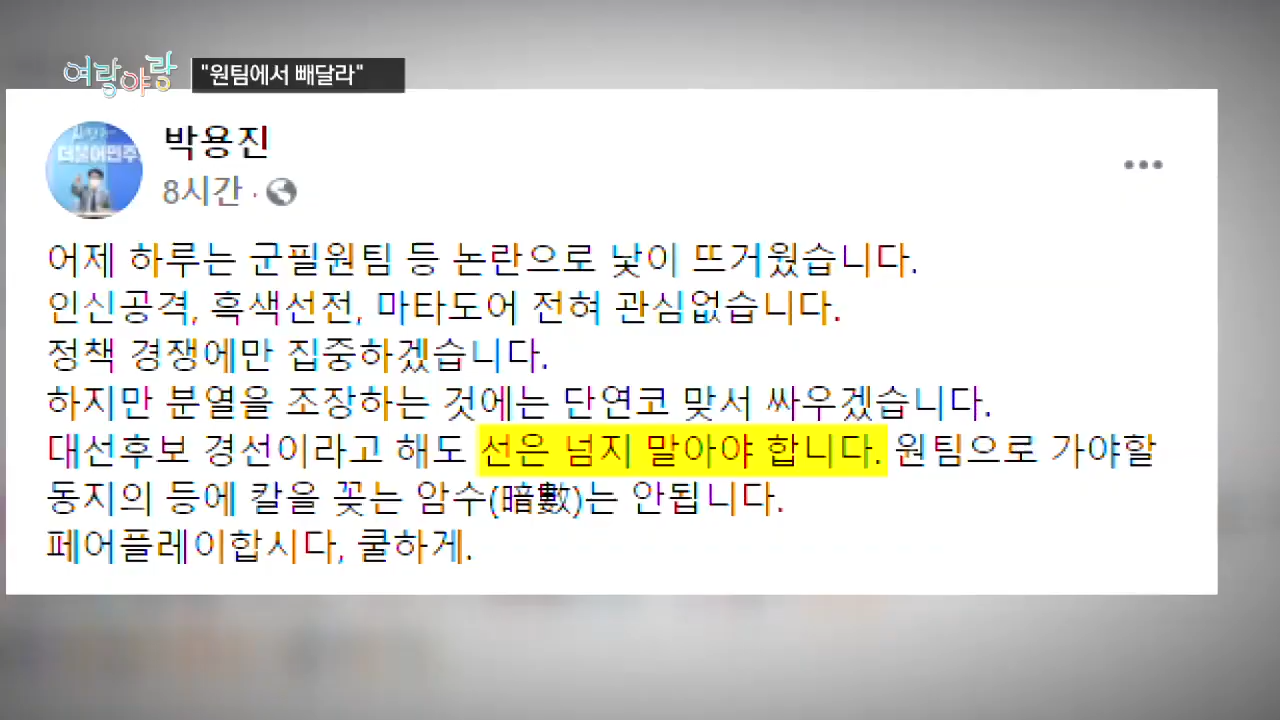 여랑야랑
"원팀에서 빼달라"
박용진
8시간 ·
어제 하루는 군필원팀 등 논란으로 낯이 뜨거웠습니다.
인신공격, 흑색선전, 마타도어 전혀 관심없습니다.
정책 경쟁에만 집중하겠습니다.
하지만 분열을 조장하는 것에는 단연코 맞서 싸우겠습니다.
대선후보 경선이라고 해도 선은 넘지 말아야 합니다. 원팀으로 가야할
동지의 등에 칼을 꽂는 암수(暗數)는 안됩니다.
페어플레이합시다, 쿨하게.